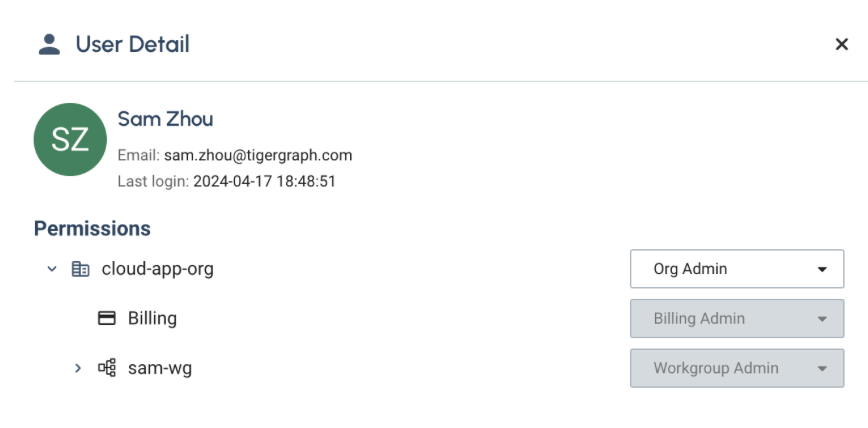 User Detail
SZ
Sam Zhou
Email: sam.zhou@tigergraph.com
Last login: 2024-04-17 18:48:51
Permissions
cloud-app-org Org Admin
Billing Billing Admin
sam-wg Workgroup Admin